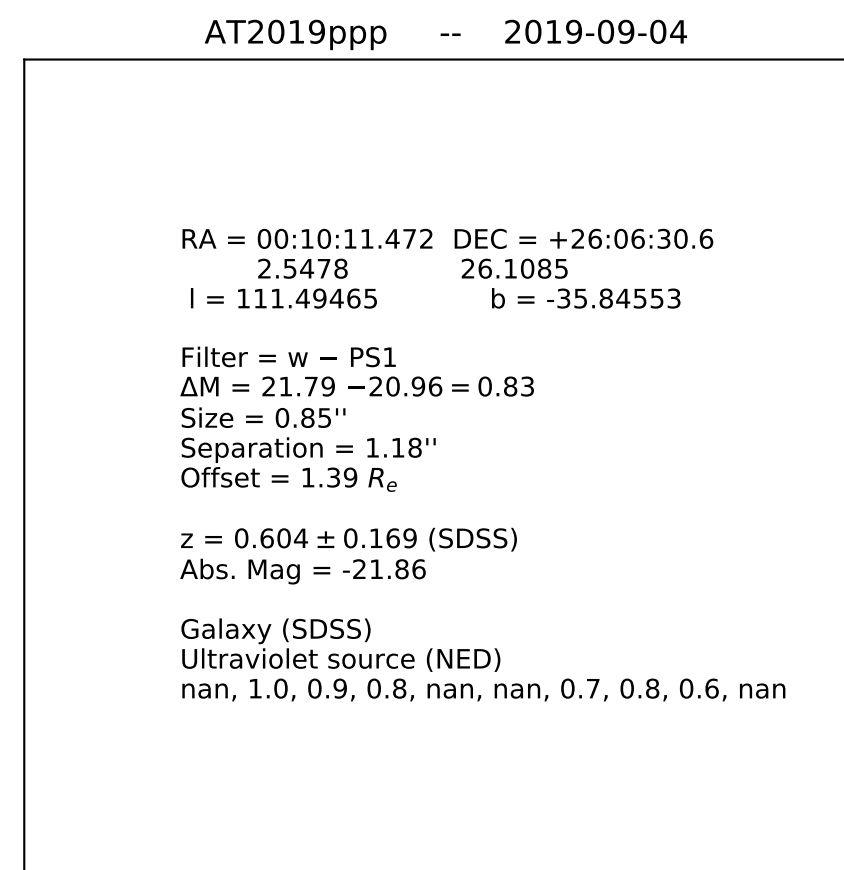 AT2019ppp -- 2019-09-04
RA = 00:10:11.472 DEC = +26:06:30.6
2.5478 26.1085
l = 111.49465 b = -35.84553
Filter = w − PS1
ΔM = 21.79 −20.96 = 0.83
Size = 0.85''
Separation = 1.18''
Offset = 1.39 Rₑ
z = 0.604 ± 0.169 (SDSS)
Abs. Mag = -21.86
Galaxy (SDSS)
Ultraviolet source (NED)
nan, 1.0, 0.9, 0.8, nan, nan, 0.7, 0.8, 0.6, nan